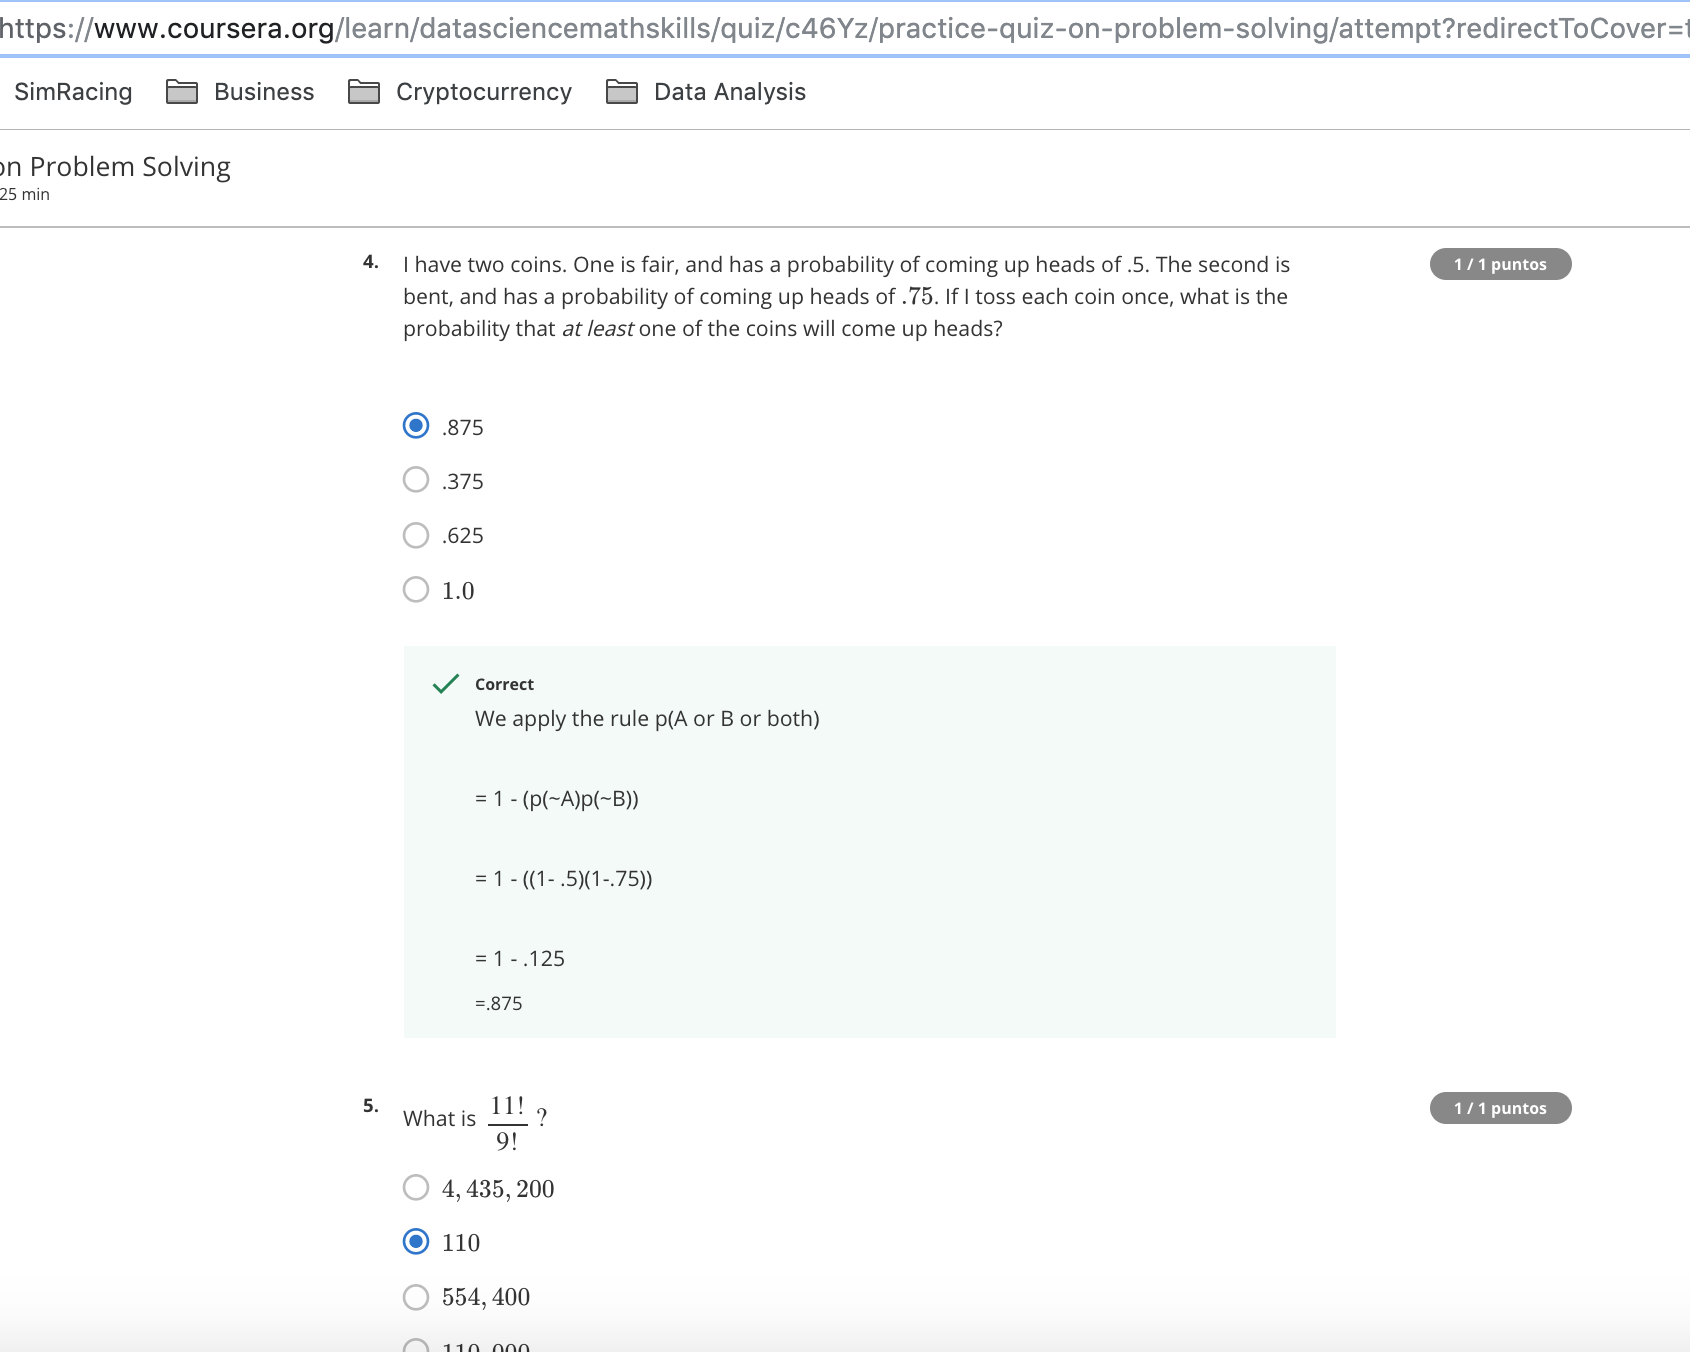 https://www.coursera.org/learn/datasciencemathskills/quiz/c46Yz/practice-quiz-on-problem-solving/attempt?redirectToCover=t
SimRacing Business Cryptocurrency Data Analysis
on Problem Solving
25 min
4. I have two coins. One is fair, and has a probability of coming up heads of .5. The second is
bent, and has a probability of coming up heads of .75. If I toss each coin once, what is the
probability that at least one of the coins will come up heads?
1 / 1 puntos
.875
.375
.625
1.0
Correct
We apply the rule p(A or B or both)
= 1 - (p(~A)p(~B))
= 1 - ((1- .5)(1-.75))
= 1 - .125
=.875
5. What is 11!/9! ?
1 / 1 puntos
4, 435, 200
110
554, 400
110, 000